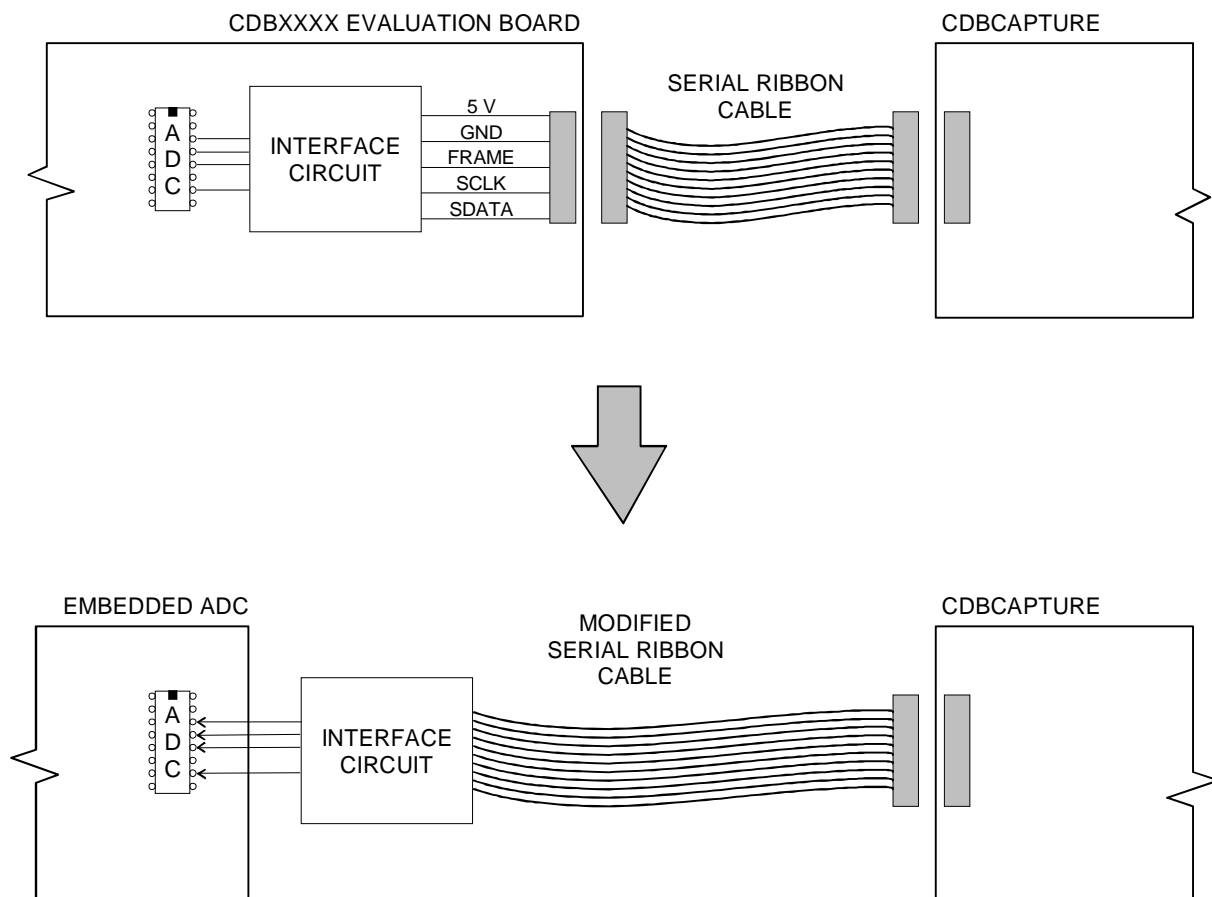 CDBXXXX EVALUATION BOARD
CDBCAPTURE
SERIAL RIBBON
CABLE
A
D
C
INTERFACE
CIRCUIT
5 V
GND
FRAME
SCLK
SDATA
EMBEDDED ADC
CDBCAPTURE
MODIFIED
SERIAL RIBBON
CABLE
A
D
C
INTERFACE
CIRCUIT